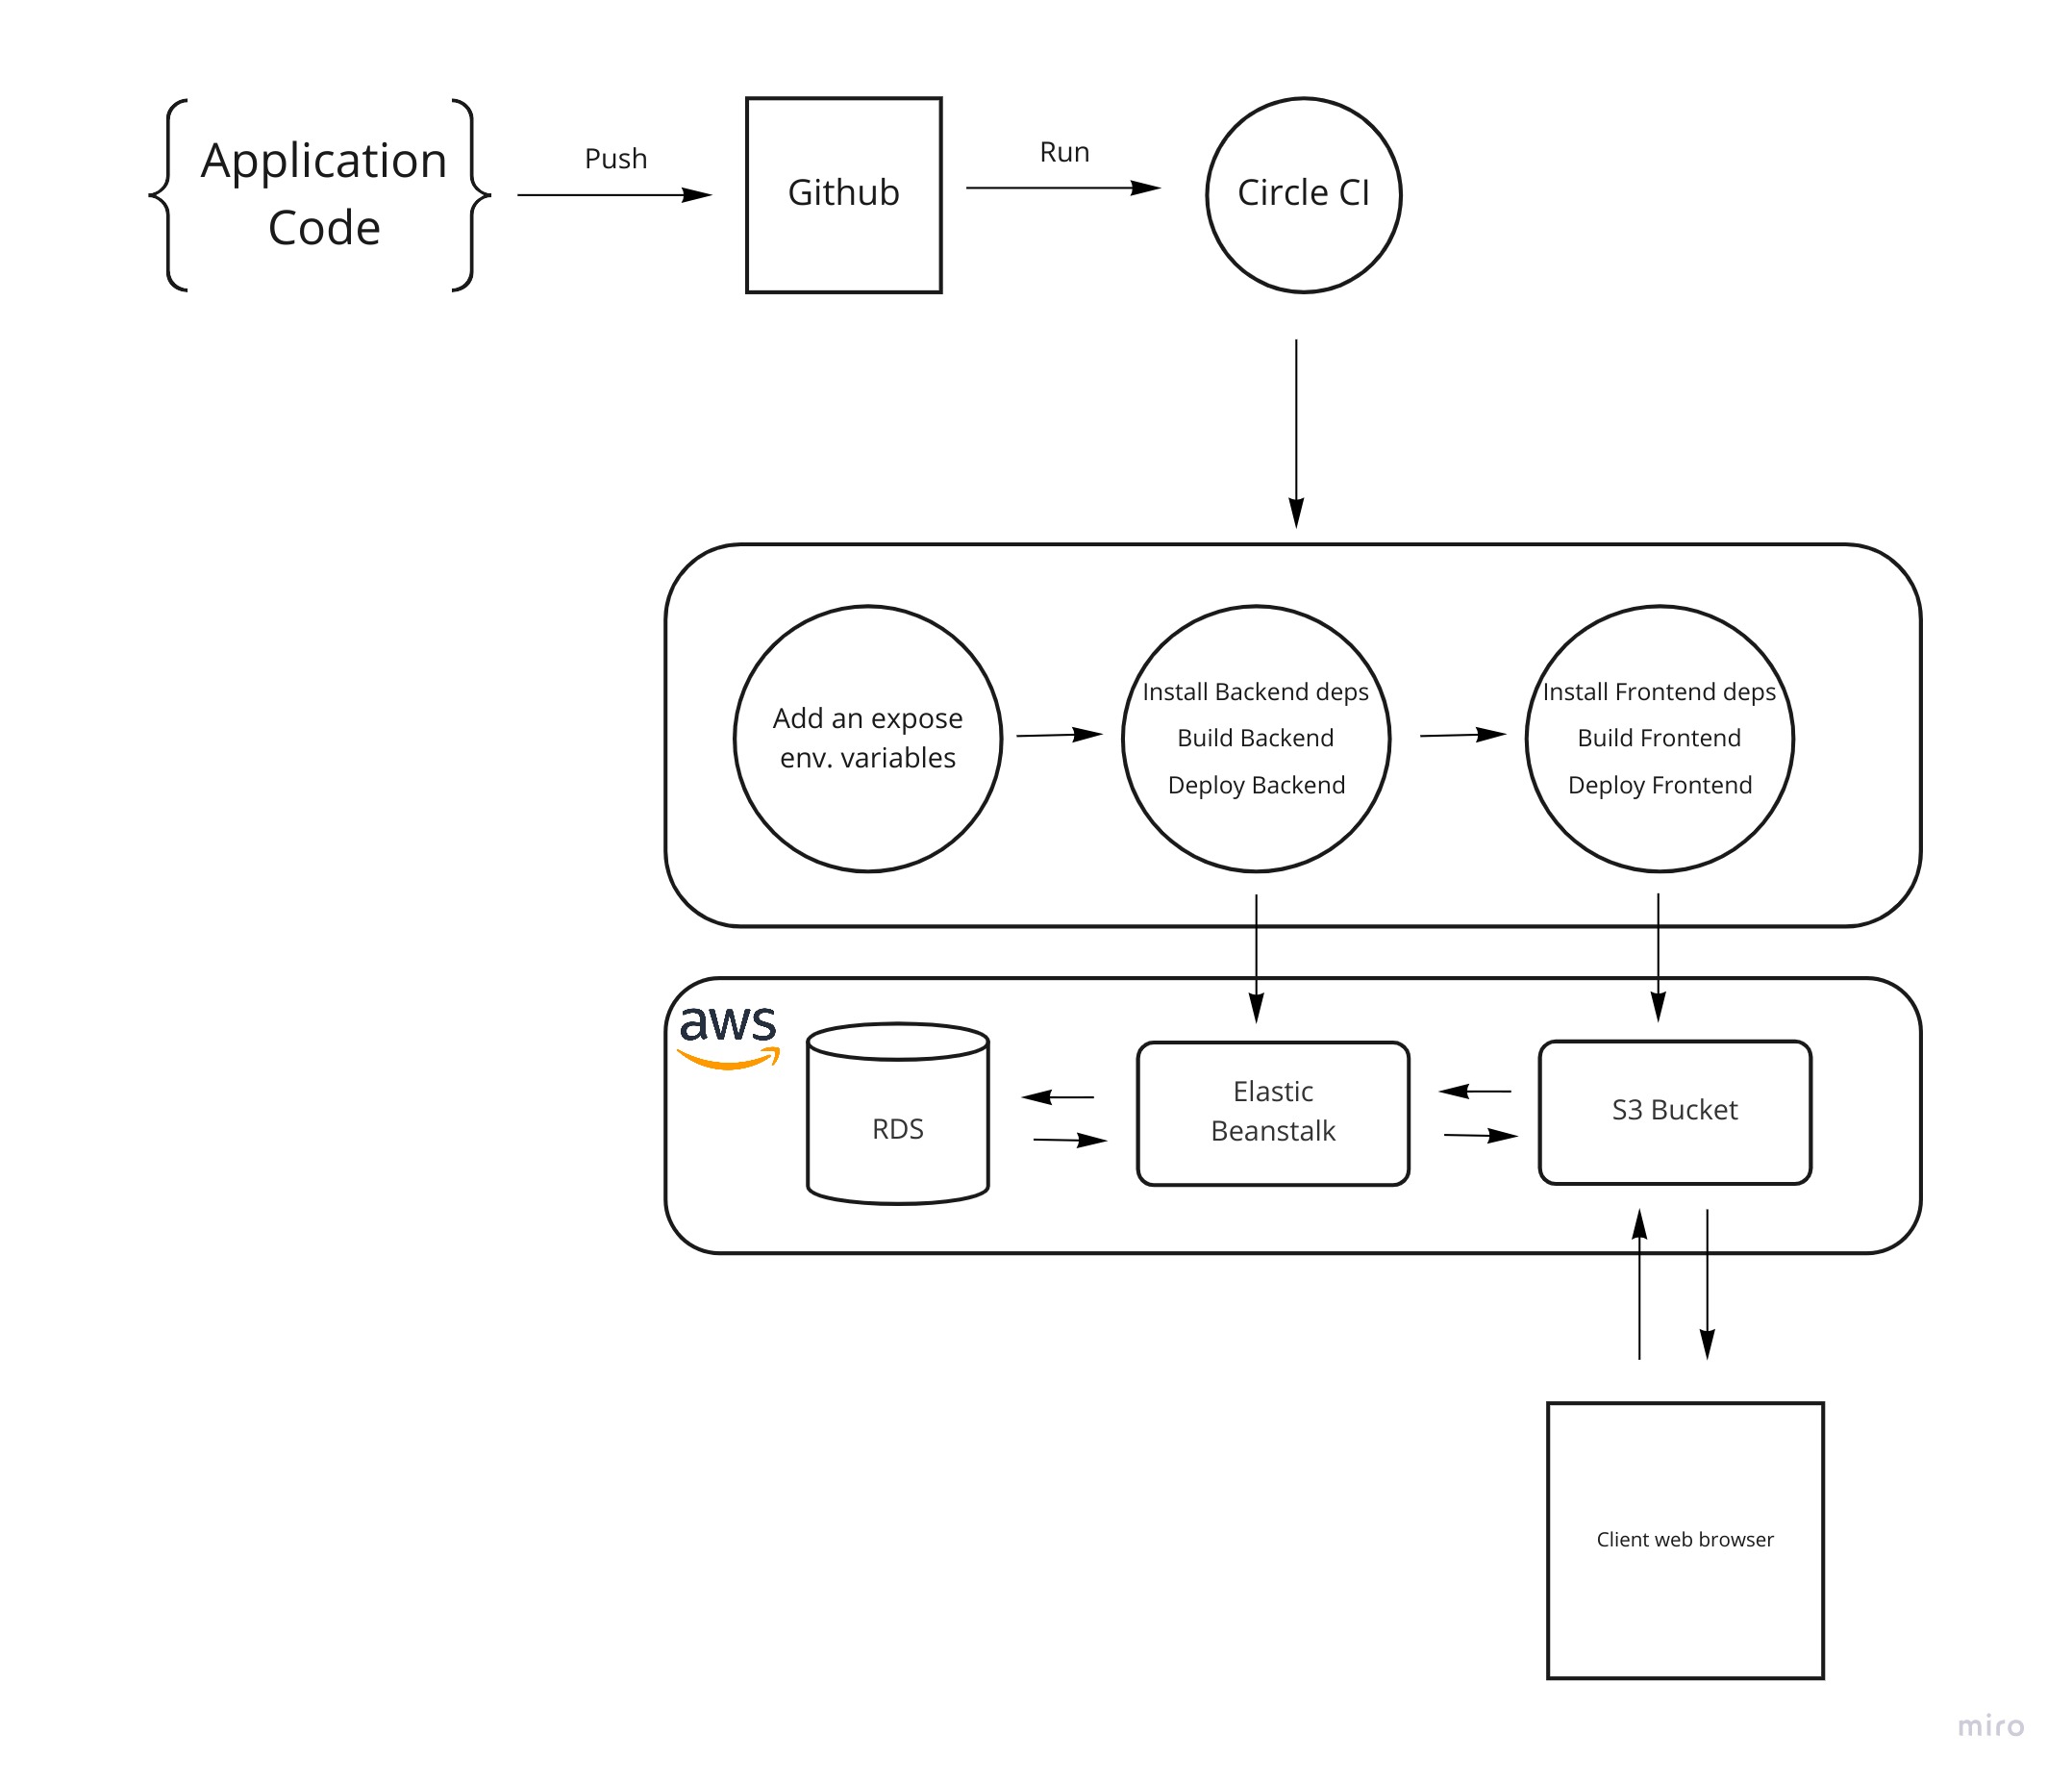 Application
Code
Push
Github
Run
Circle CI
Add an expose
env. variables
Install Backend deps
Build Backend
Deploy Backend
Install Frontend deps
Build Frontend
Deploy Frontend
aws
RDS
Elastic
Beanstalk
S3 Bucket
Client web browser
miro